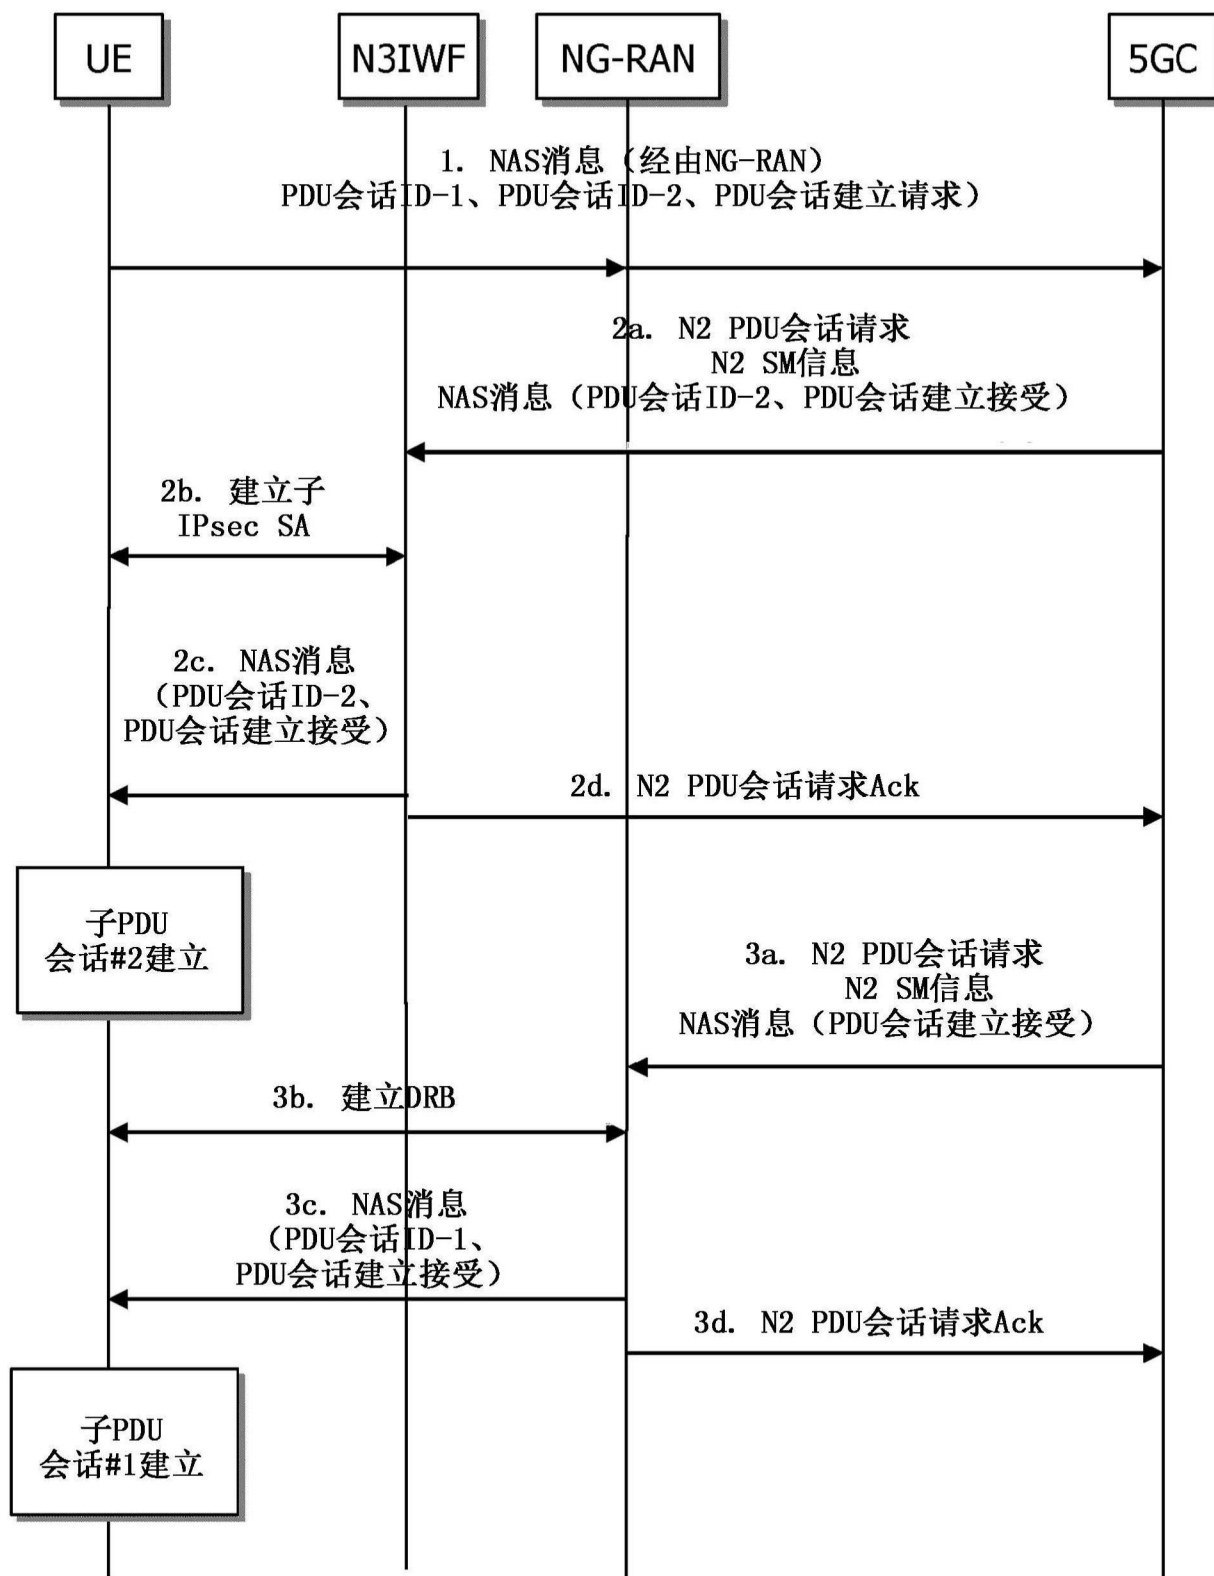 UE
N3IWF
NG-RAN
5GC
1. NAS消息（经由NG-RAN）
PDU会话ID-1、PDU会话ID-2、PDU会话建立请求）
2a. N2 PDU会话请求
N2 SM信息
NAS消息（PDU会话ID-2、PDU会话建立接受）
2b. 建立子
IPsec SA
2c. NAS消息
（PDU会话ID-2、
PDU会话建立接受）
2d. N2 PDU会话请求Ack
子PDU
会话#2建立
3a. N2 PDU会话请求
N2 SM信息
NAS消息（PDU会话建立接受）
3b. 建立DRB
3c. NAS消息
（PDU会话ID-1、
PDU会话建立接受）
3d. N2 PDU会话请求Ack
子PDU
会话#1建立